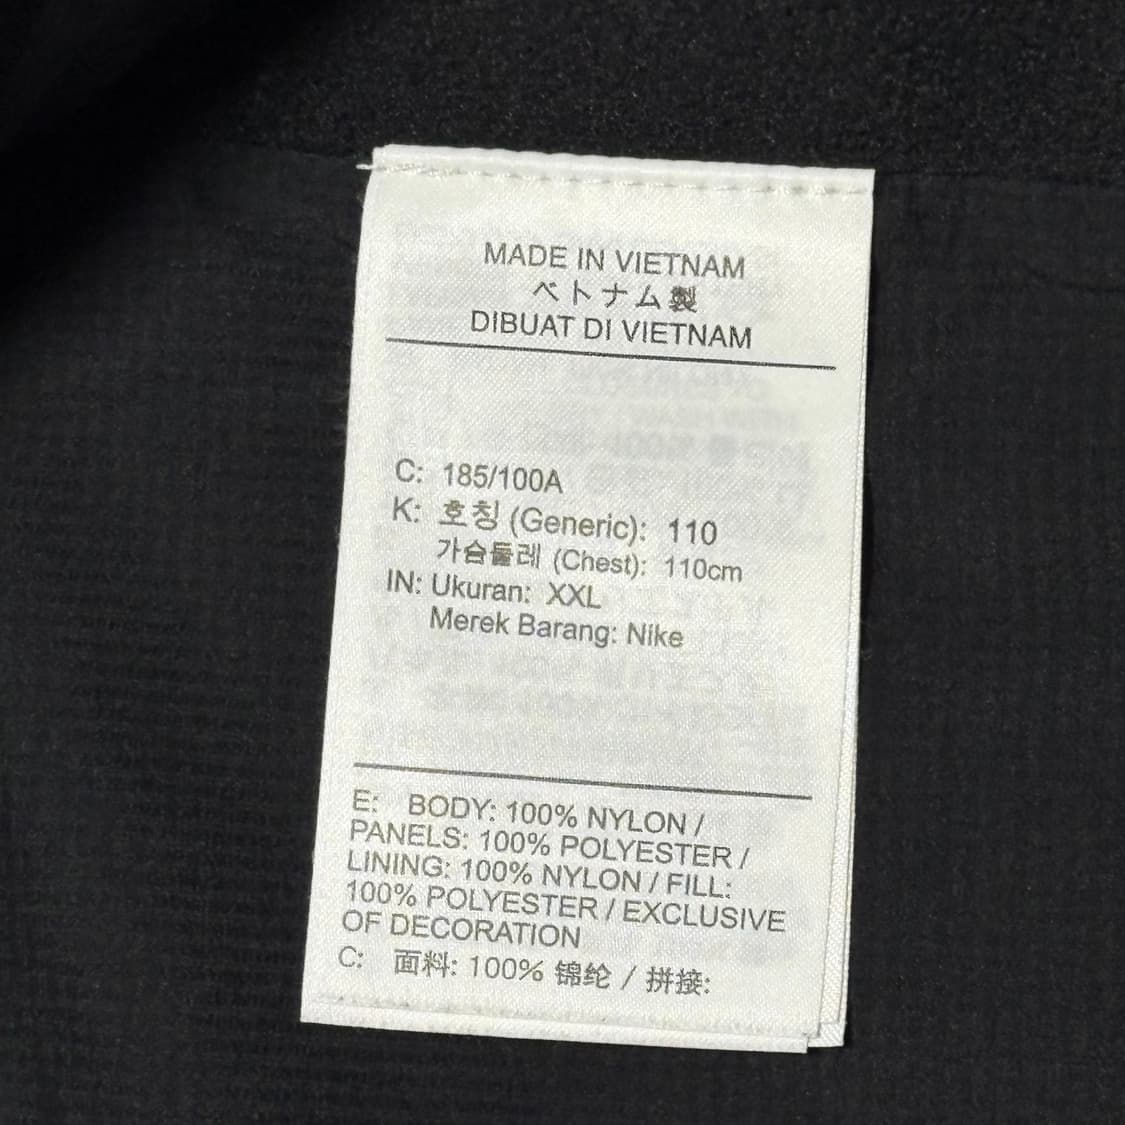 MADE IN VIETNAM
ベトナム製
DIBUAT DI VIETNAM
C: 185/100A
K: 호칭 (Generic): 110
가슴둘레 (Chest): 110cm
IN: Ukuran: XXL
Merek Barang: Nike
E: BODY: 100% NYLON /
PANELS: 100% POLYESTER /
LINING: 100% NYLON / FILL:
100% POLYESTER / EXCLUSIVE
OF DECORATION
C: 面料: 100% 锦纶 / 拼接: